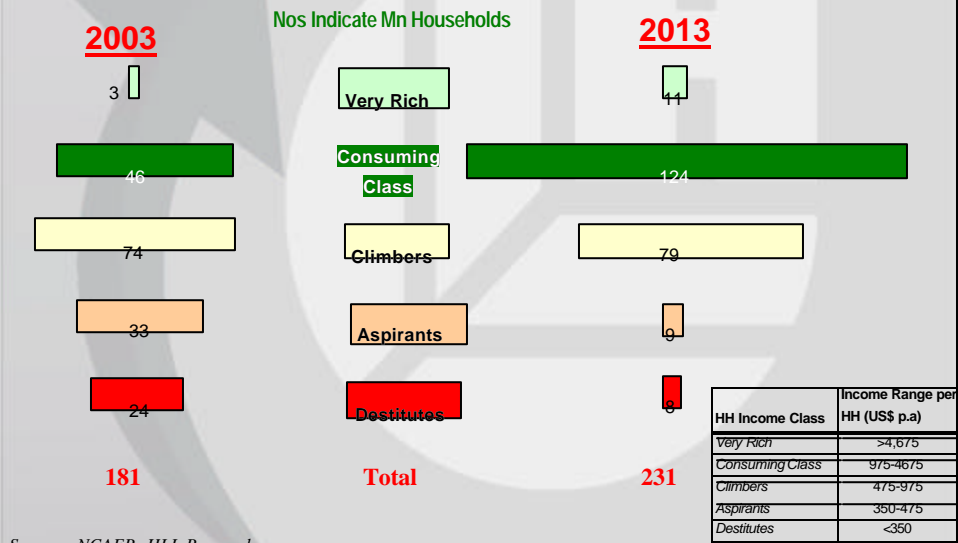 Nos Indicate Mn Households
2003
2013
3
Very Rich
11
46
Consuming
Class
124
74
Climbers
79
33
Aspirants
9
24
Destitutes
8
181
Total
231
HH Income Class
Income Range per
HH (US$ p.a)
Very Rich >4,675
Consuming Class 975-4675
Climbers 475-975
Aspirants 350-475
Destitutes <350